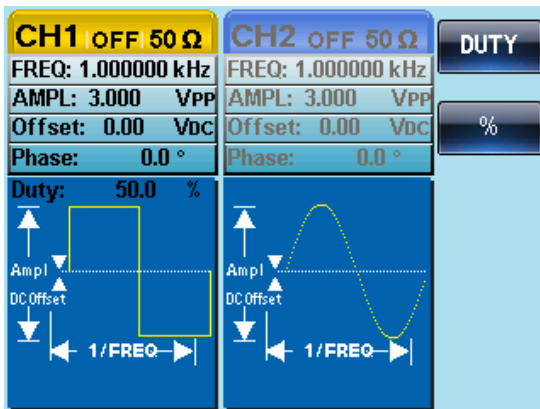 CH1 OFF 50 Ω
FREQ: 1.000000 kHz
AMPL: 3.000 VPP
Offset: 0.00 VDC
Phase: 0.0 °
Duty: 50.0 %
Ampl
DC Offset
1/FREQ
CH2 OFF 50 Ω
FREQ: 1.000000 kHz
AMPL: 3.000 VPP
Offset: 0.00 VDC
Phase: 0.0 °
Ampl
DC Offset
1/FREQ
DUTY
%